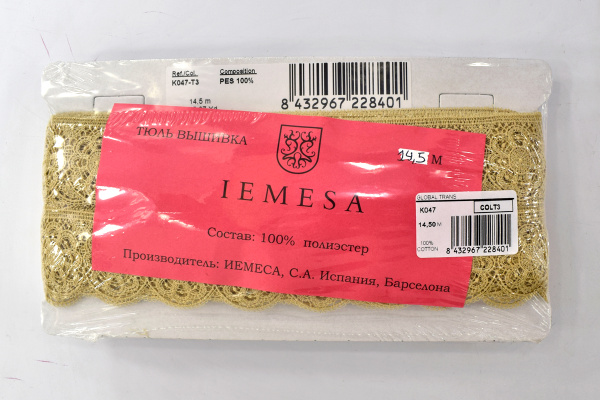 Ref./Col.
Composition
K047-T3
PES 100%
14,5 m
8 432967 228401
ТЮЛЬ ВЫШИВКА
14,5 М
IEMESA
Состав: 100% полиэстер
Производитель: ИЕМЕСА, С.А. Испания, Барселона
GLOBAL TRANS
K047
COLT3
14,50 M
100%
COTTON
8 432967 228401